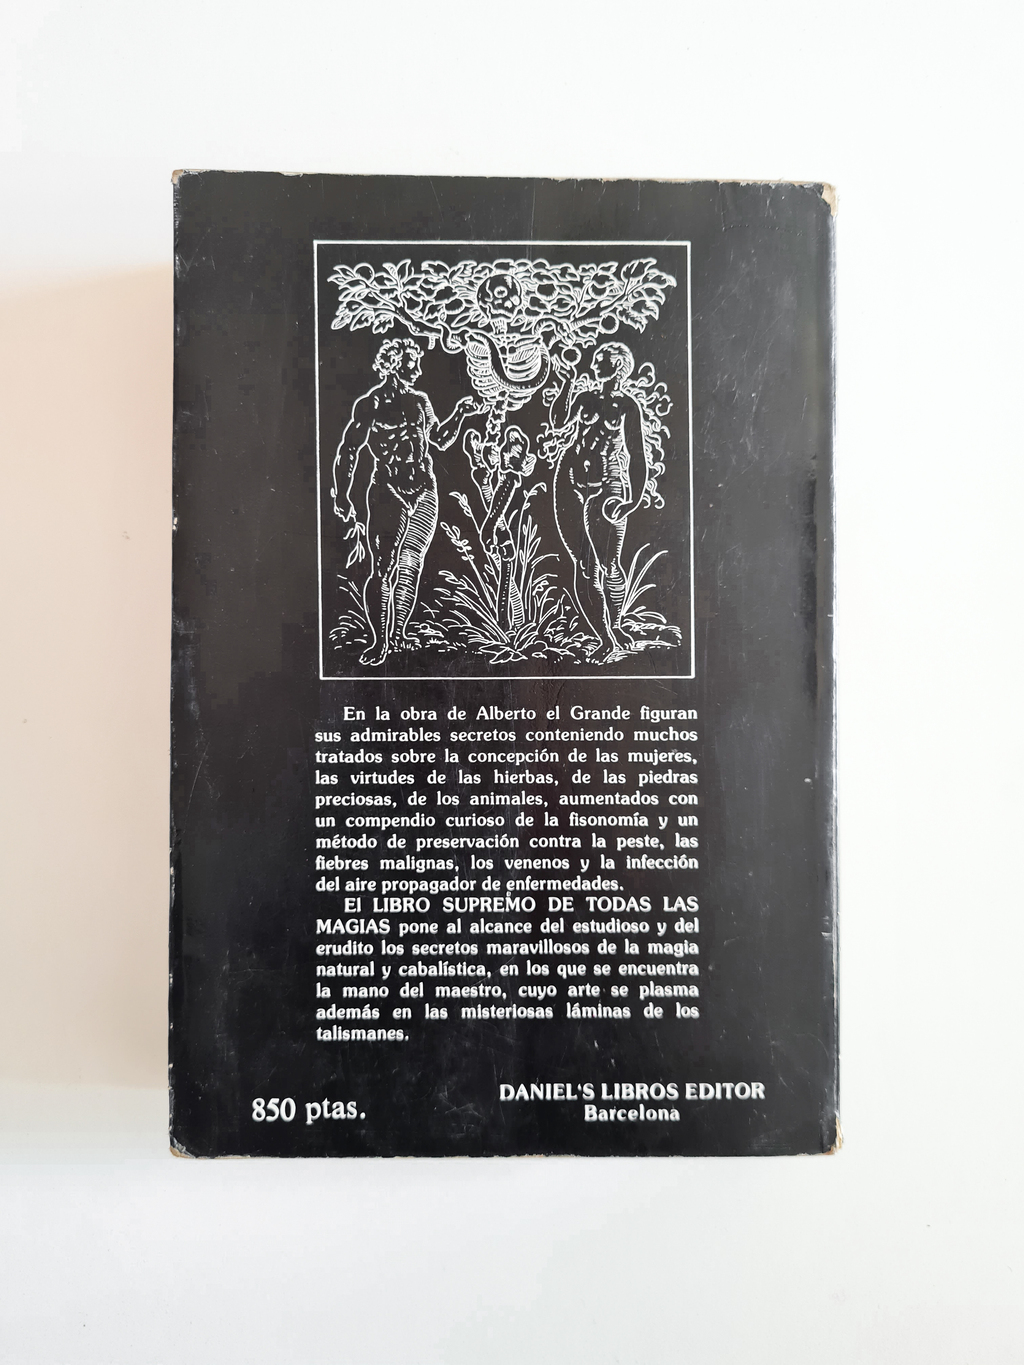 En la obra de Alberto el Grande figuran
sus admirables secretos conteniendo muchos
tratados sobre la concepción de las mujeres,
las virtudes de las hierbas, de las piedras
preciosas, de los animales, aumentados con
un compendio curioso de la fisonomía y un
método de preservación contra la peste, las
fiebres malignas, los venenos y la infección
del aire propagador de enfermedades.
El LIBRO SUPREMO DE TODAS LAS
MAGIAS pone al alcance del estudioso y del
erudito los secretos maravillosos de la magia
natural y cabalística, en los que se encuentra
la mano del maestro, cuyo arte se plasma
además en las misteriosas láminas de los
talismanes.
850 ptas.
DANIEL'S LIBROS EDITOR
Barcelona